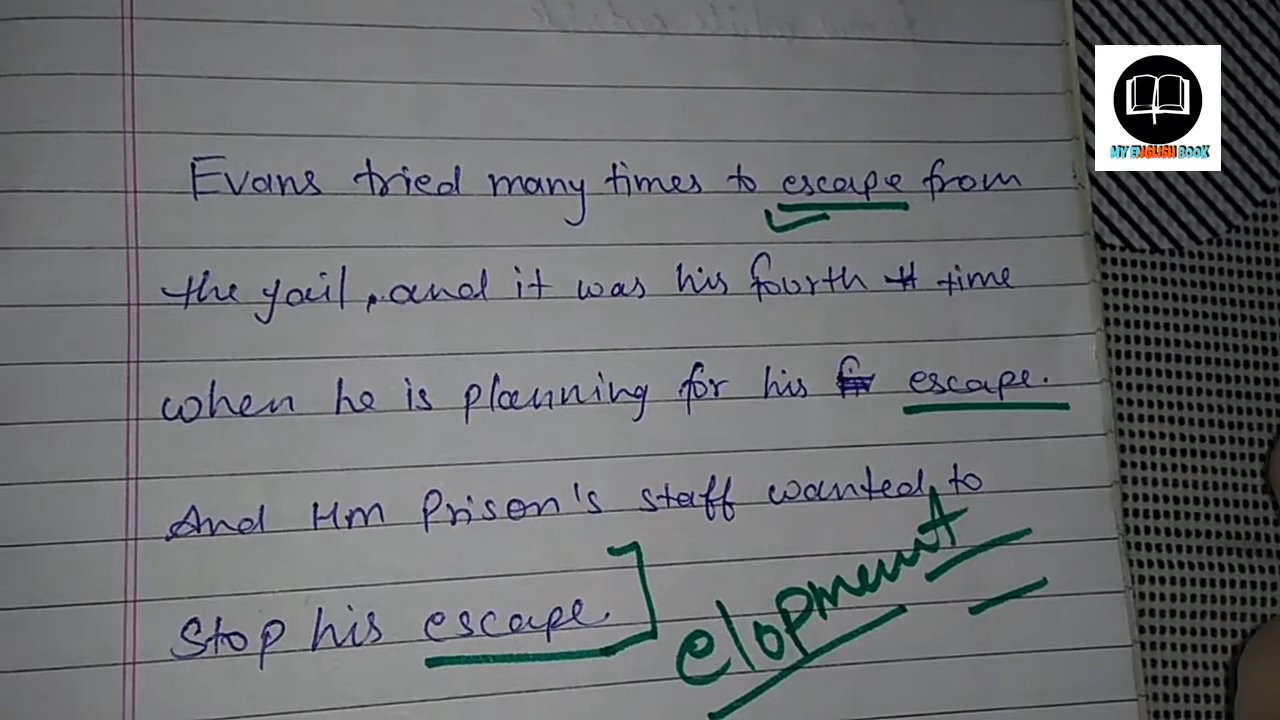 MY ENGLISH BOOK
Evans tried many times to escape from
the jail, and it was his fourth time
when he is planning for his escape.
And HM Prison's staff wanted to
Stop his escape.
elopment